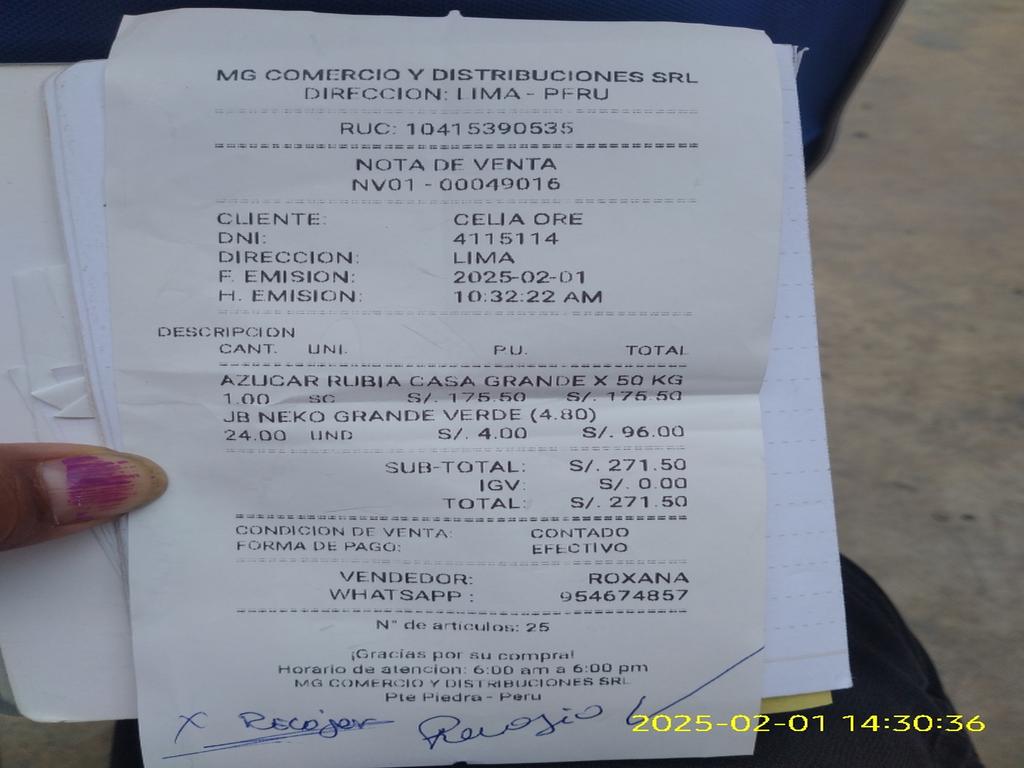 MG COMERCIO Y DISTRIBUCIONES SRL
DIRECCION: LIMA - PERU
RUC: 10415390535
NOTA DE VENTA
NV01 - 00049016
CLIENTE: CELIA ORE
DNI: 4115114
DIRECCION: LIMA
F. EMISION: 2025-02-01
H. EMISION: 10:32:22 AM
DESCRIPCION
CANT. UNI. P.U. TOTAL
AZUCAR RUBIA CASA GRANDE X 50 KG
1.00 SC S/. 175.50 S/. 175.50
JB NEKO GRANDE VERDE (4.80)
24.00 UND S/. 4.00 S/. 96.00
SUB-TOTAL: S/. 271.50
IGV: S/. 0.00
TOTAL: S/. 271.50
CONDICION DE VENTA: CONTADO
FORMA DE PAGO: EFECTIVO
VENDEDOR: ROXANA
WHATSAPP : 954674857
N° de articulos: 25
¡Gracias por su compra!
Horario de atencion: 6:00 am a 6:00 pm
MG COMERCIO Y DISTRIBUCIONES SRL
Pte Piedra - Peru
X Recojer Recojio
2025-02-01 14:30:36